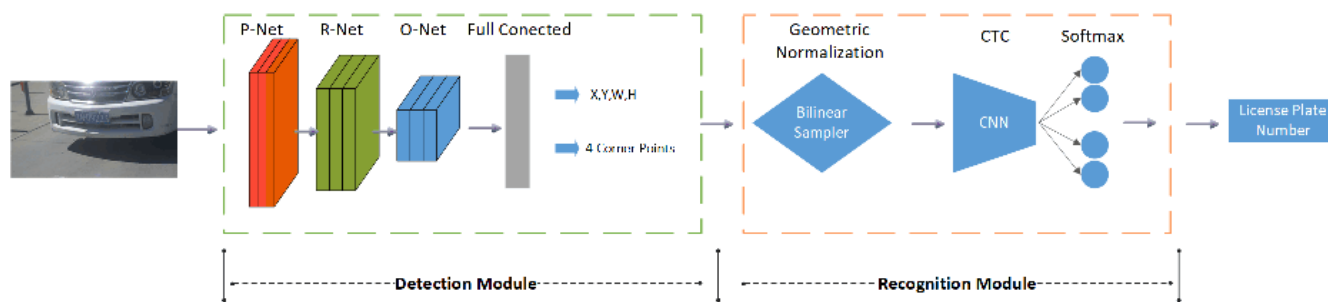 P-Net
R-Net
O-Net
Full Conected
X,Y,W,H
4 Corner Points
Geometric
Normalization
Bilinear
Sampler
CTC
CNN
Softmax
License Plate
Number
Detection Module
Recognition Module